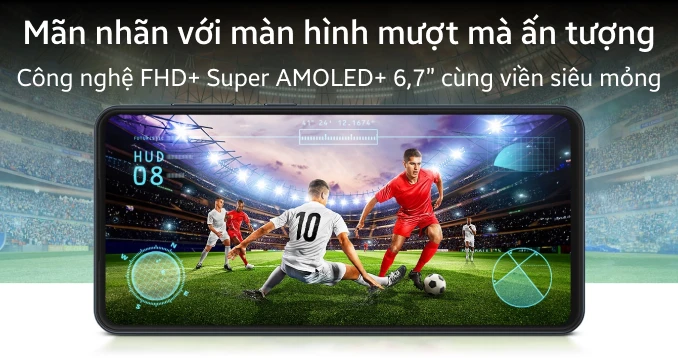 Mãn nhãn với màn hình mượt mà ấn tượng
Công nghệ FHD+ Super AMOLED+ 6,7” cùng viền siêu mỏng
HUD
08
10